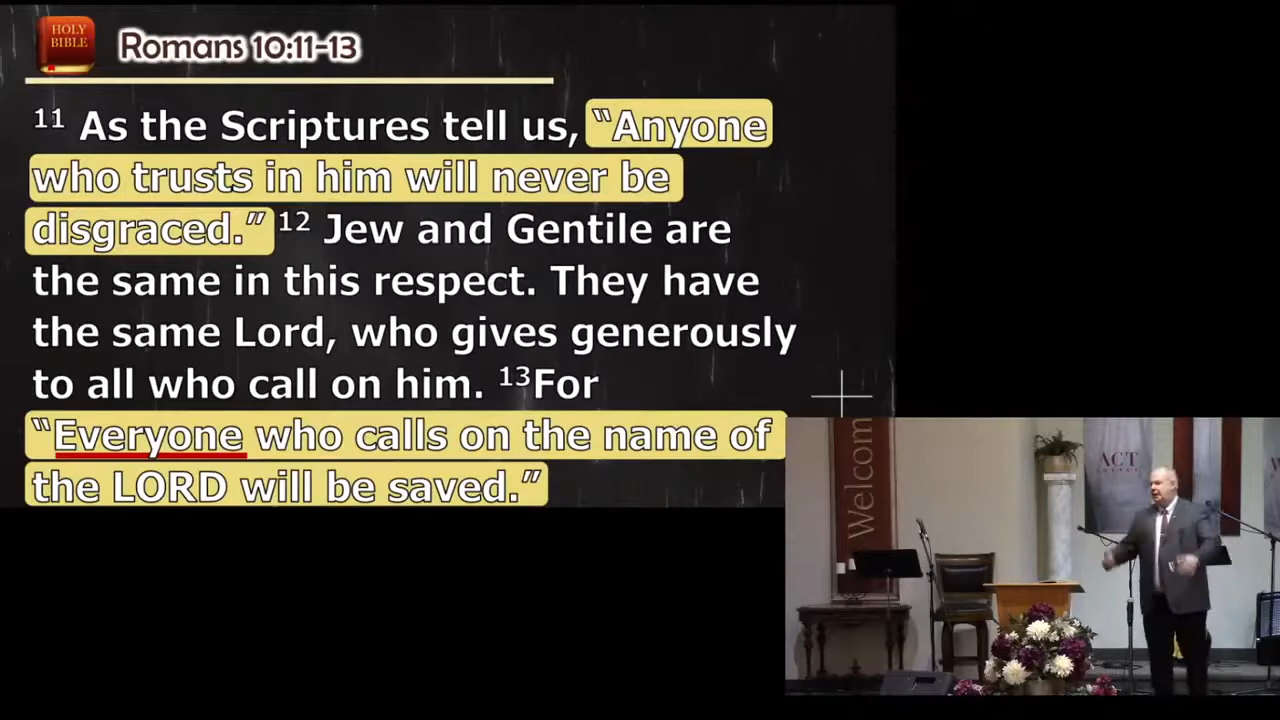 HOLY
BIBLE
Romans 10:11-13
11 As the Scriptures tell us, “Anyone
who trusts in him will never be
disgraced.” 12 Jew and Gentile are
the same in this respect. They have
the same Lord, who gives generously
to all who call on him. 13For
“Everyone who calls on the name of
the LORD will be saved.”
Welcom
ACT